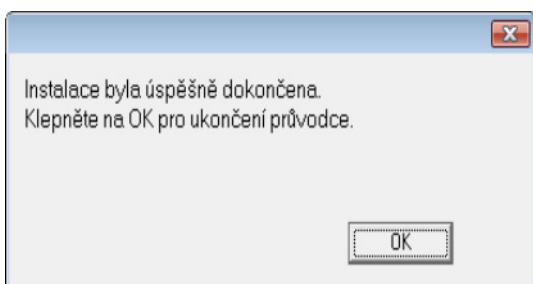 Instalace byla úspěšně dokončena.
Klepněte na OK pro ukončení průvodce.
OK